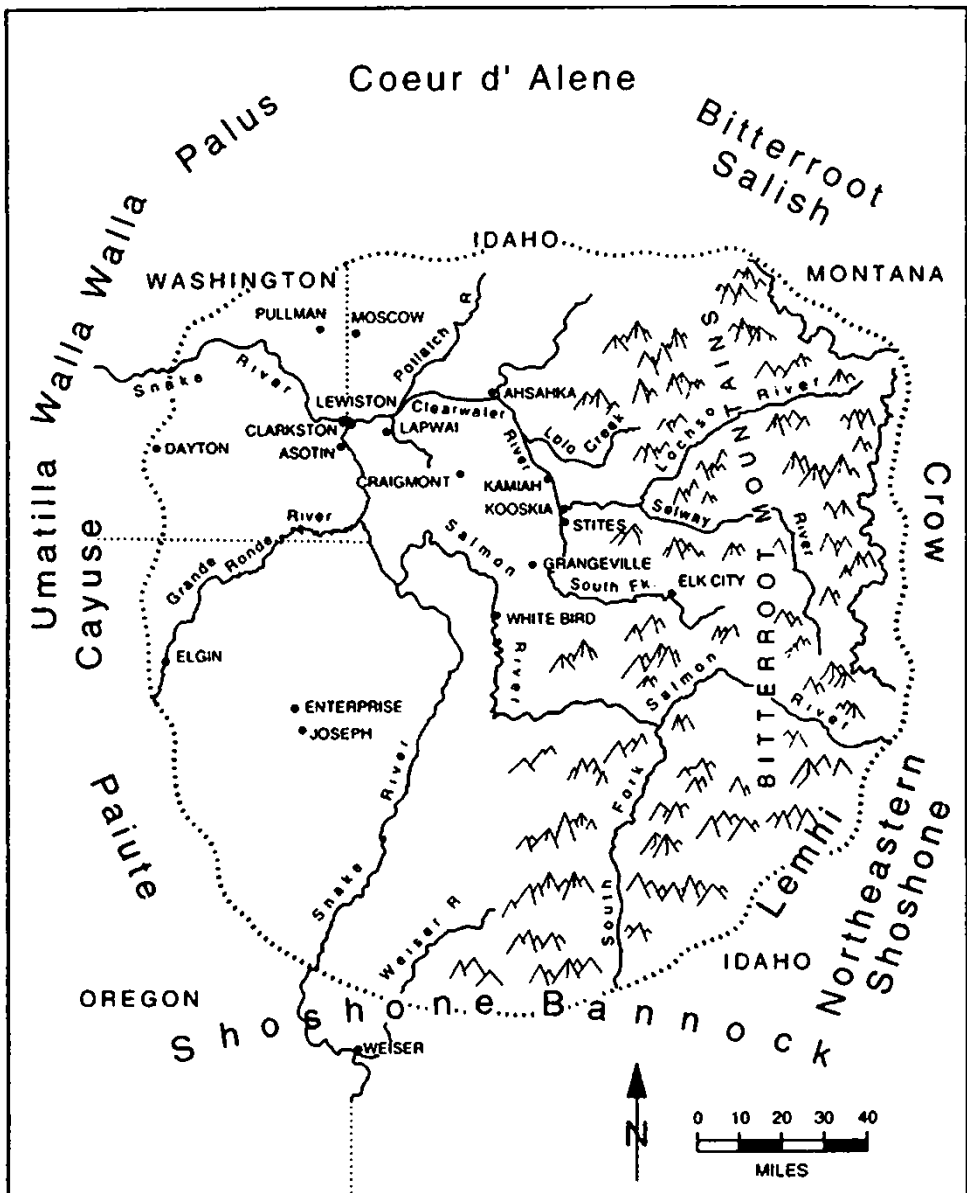 Coeur d' Alene
Palus
Bitterroot
Salish
Walla Walla
Umatilla
Cayuse
Paiute
Crow
Lemhi
Northeastern
Shoshone
Shoshone Bannock
IDAHO
WASHINGTON
MONTANA
PULLMAN
MOSCOW
Potlatch R
Snake River
LEWISTON
Clearwater River
AHSAHKA
CLARKSTON
LAPWAI
Lolo Creek
Lochso River
DAYTON
ASOTIN
CRAIGMONT
KAMIAH
KOOSKIA
STITES
Selway River
BITTERROOT MOUNTAINS
Grande Ronde River
Salmon River
GRANGEVILLE
South Fk.
ELK CITY
WHITE BIRD
ELGIN
Salmon River
ENTERPRISE
JOSEPH
Snake River
South Fork
Weiser R
OREGON
IDAHO
WEISER
N
0 10 20 30 40
MILES